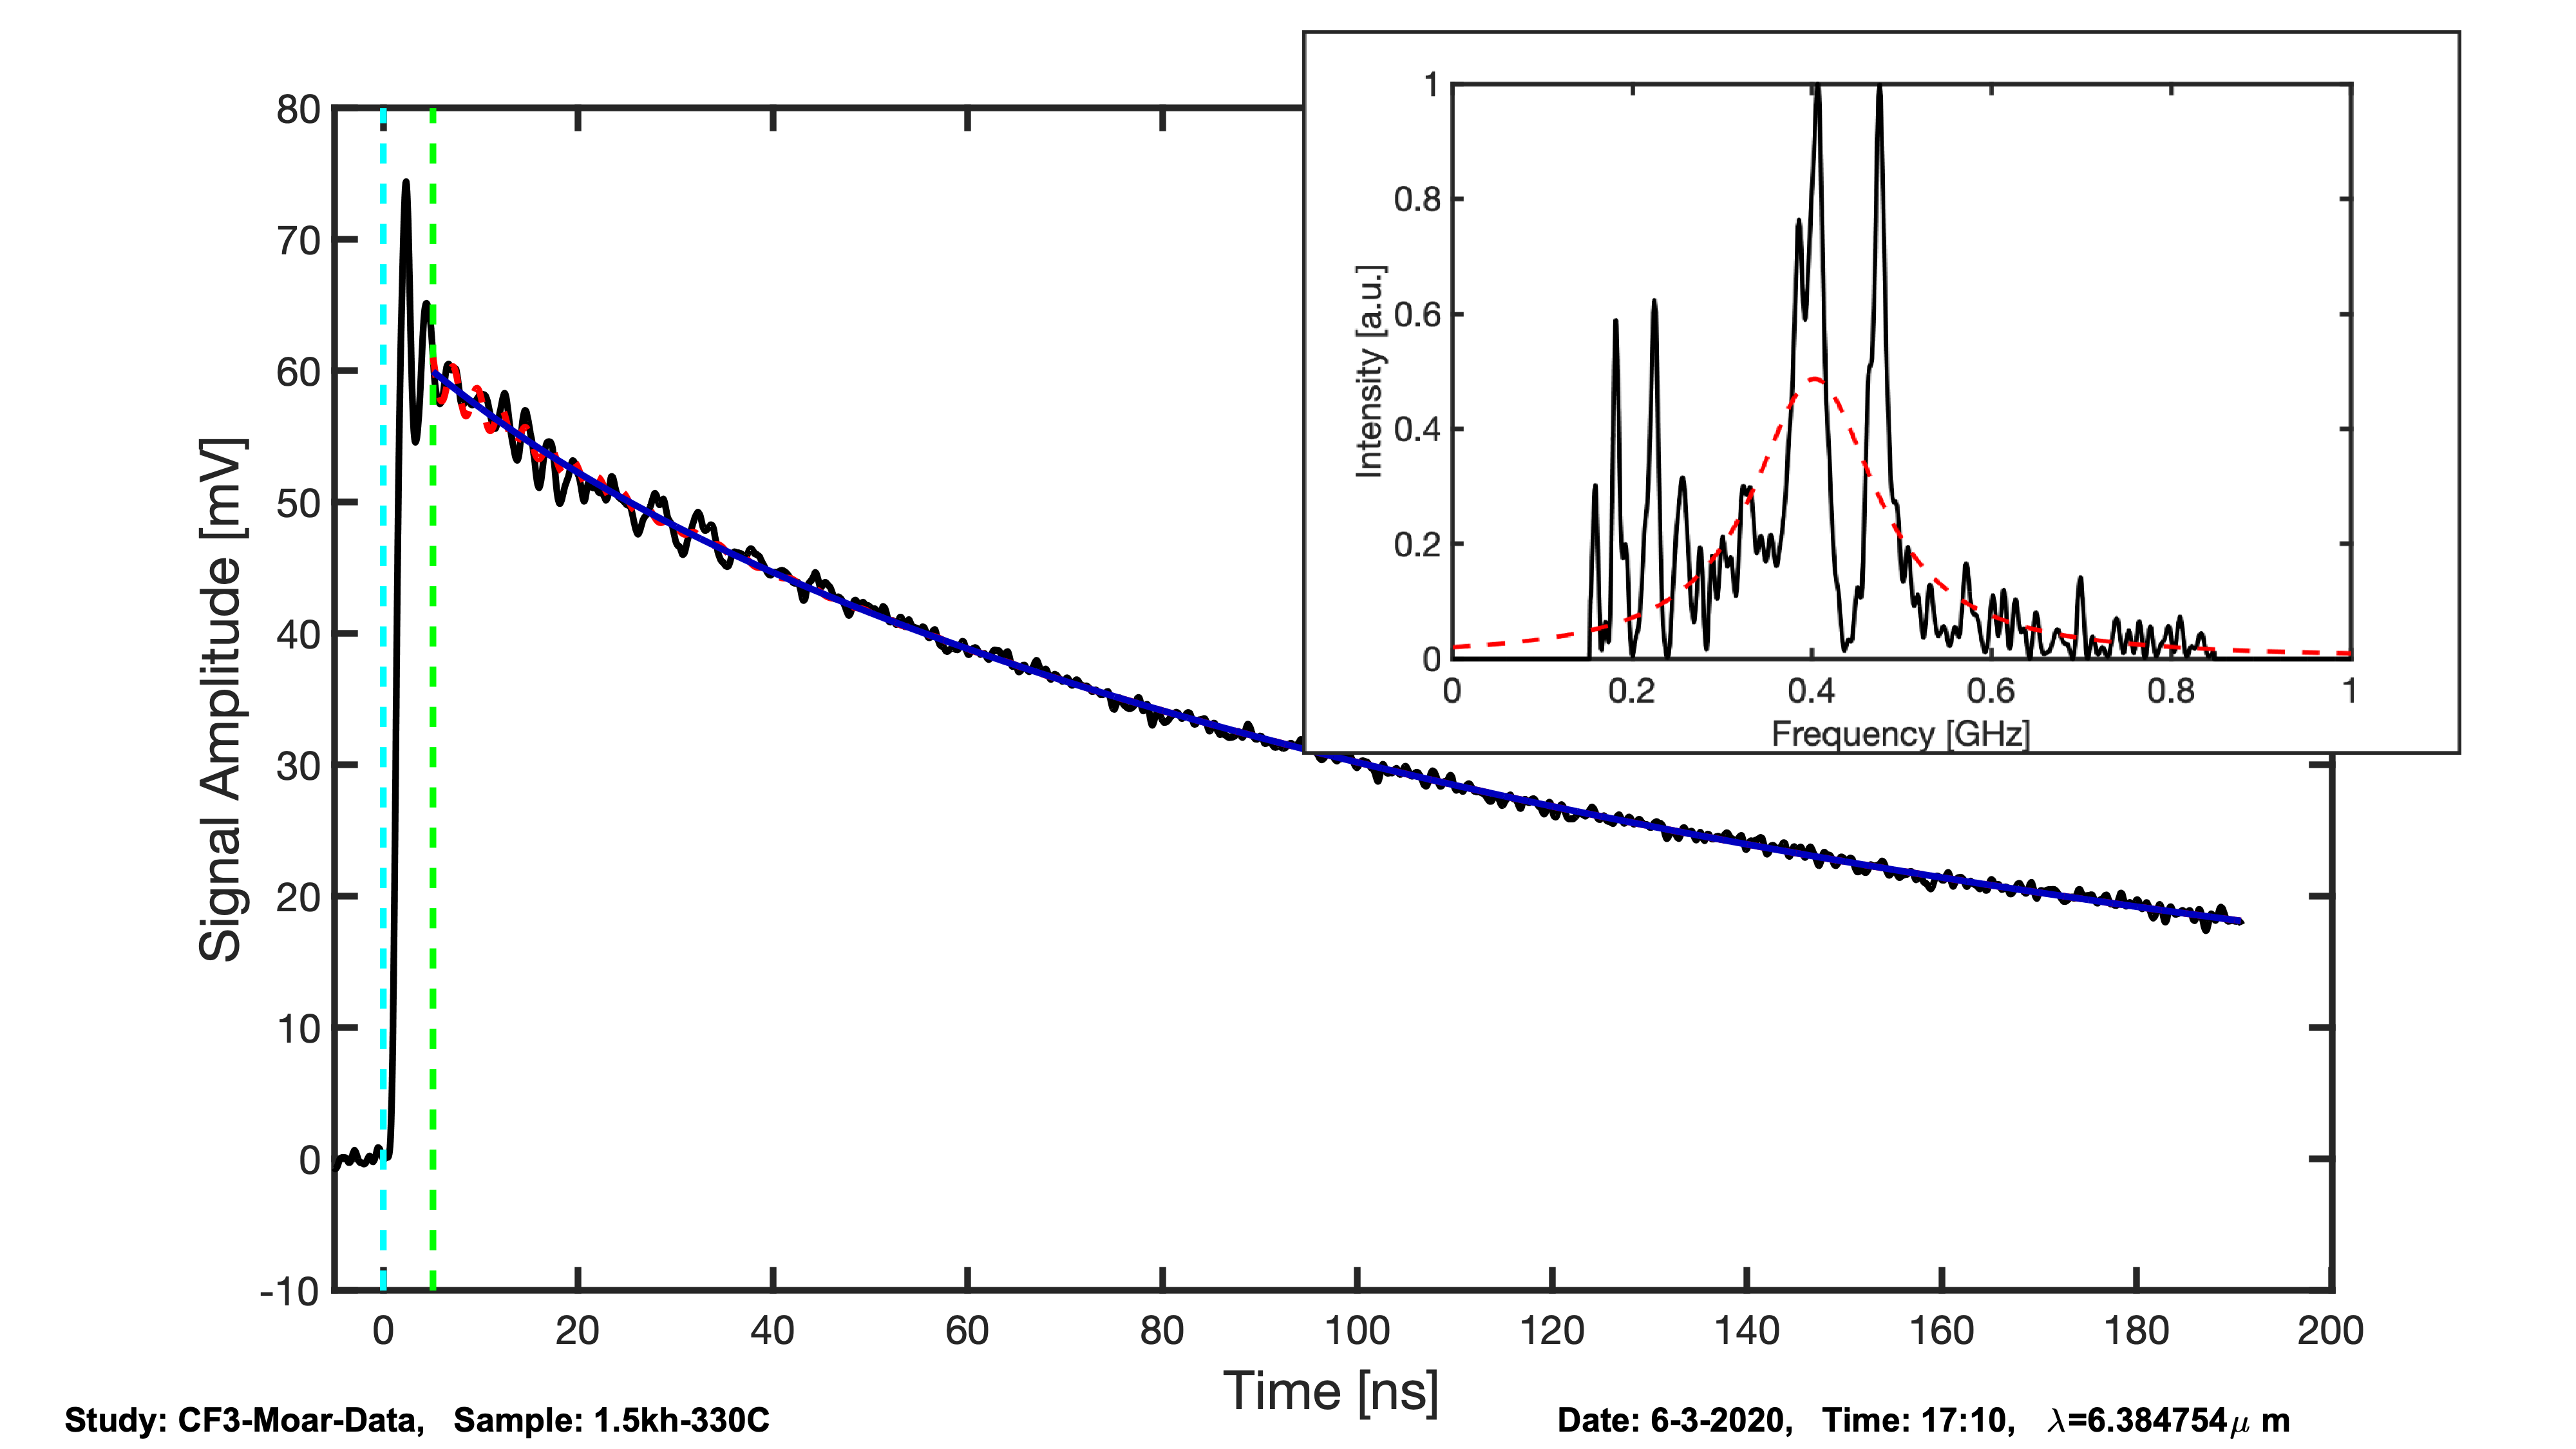 80
70
60
50
40
30
20
10
0
-10
Signal Amplitude [mV]
0 20 40 60 80 100 120 140 160 180 200
Time [ns]
1
0.8
0.6
0.4
0.2
0
Intensity [a.u.]
0 0.2 0.4 0.6 0.8 1
Frequency [GHz]
Study: CF3-Moar-Data, Sample: 1.5kh-330C
Date: 6-3-2020, Time: 17:10, λ=6.384754μ m